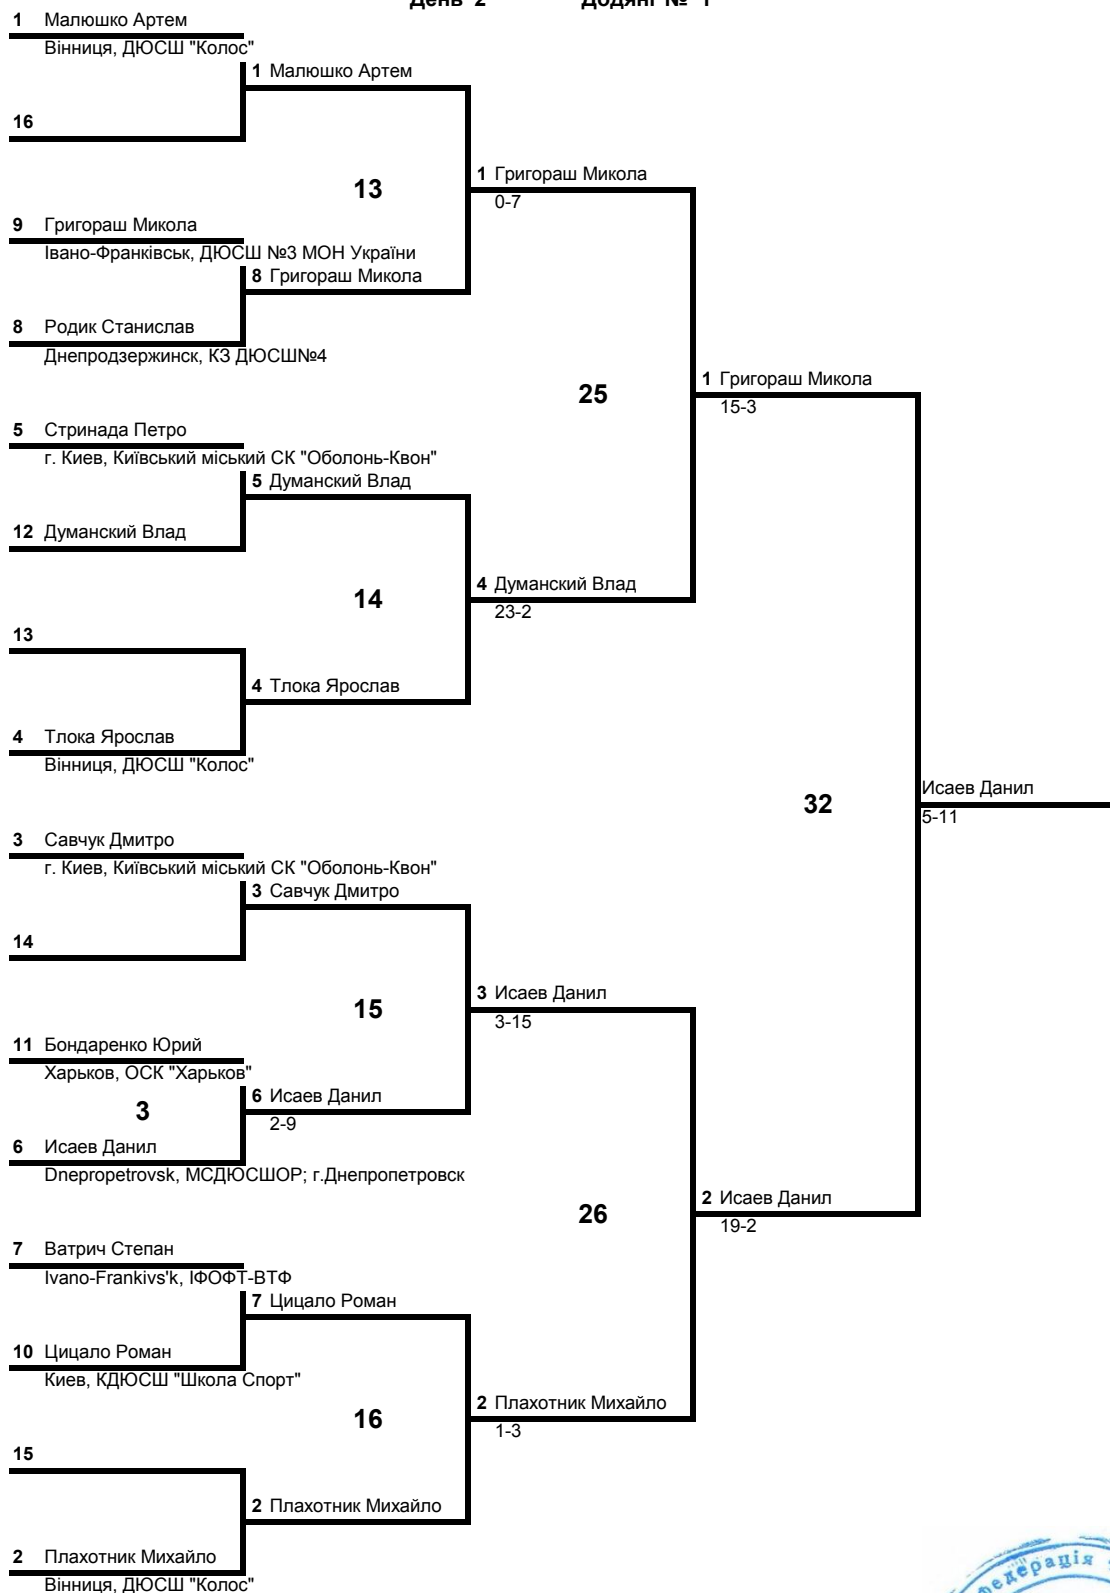 День 2 Додянг № 1
1 Малюшко Артем
Вінниця, ДЮСШ "Колос"
1 Малюшко Артем
16
13
1 Григораш Микола
0-7
9 Григораш Микола
Івано-Франківськ, ДЮСШ №3 МОН України
8 Григораш Микола
8 Родик Станислав
Днепродзержинск, КЗ ДЮСШ№4
25
1 Григораш Микола
15-3
5 Стринада Петро
г. Киев, Київський міський СК "Оболонь-Квон"
5 Думанский Влад
12 Думанский Влад
14
4 Думанский Влад
23-2
13
4 Тлока Ярослав
4 Тлока Ярослав
Вінниця, ДЮСШ "Колос"
32
Исаев Данил
5-11
3 Савчук Дмитро
г. Киев, Київський міський СК "Оболонь-Квон"
3 Савчук Дмитро
14
15
3 Исаев Данил
3-15
11 Бондаренко Юрий
Харьков, ОСК "Харьков"
3
6 Исаев Данил
2-9
6 Исаев Данил
Dnepropetrovsk, МСДЮСШОР; г.Днепропетровск
26
2 Исаев Данил
19-2
7 Ватрич Степан
Ivano-Frankivs'k, ІФОФТ-ВТФ
7 Цицало Роман
10 Цицало Роман
Киев, КДЮСШ "Школа Спорт"
16
2 Плахотник Михайло
1-3
15
2 Плахотник Михайло
2 Плахотник Михайло
Вінниця, ДЮСШ "Колос"
Федерація